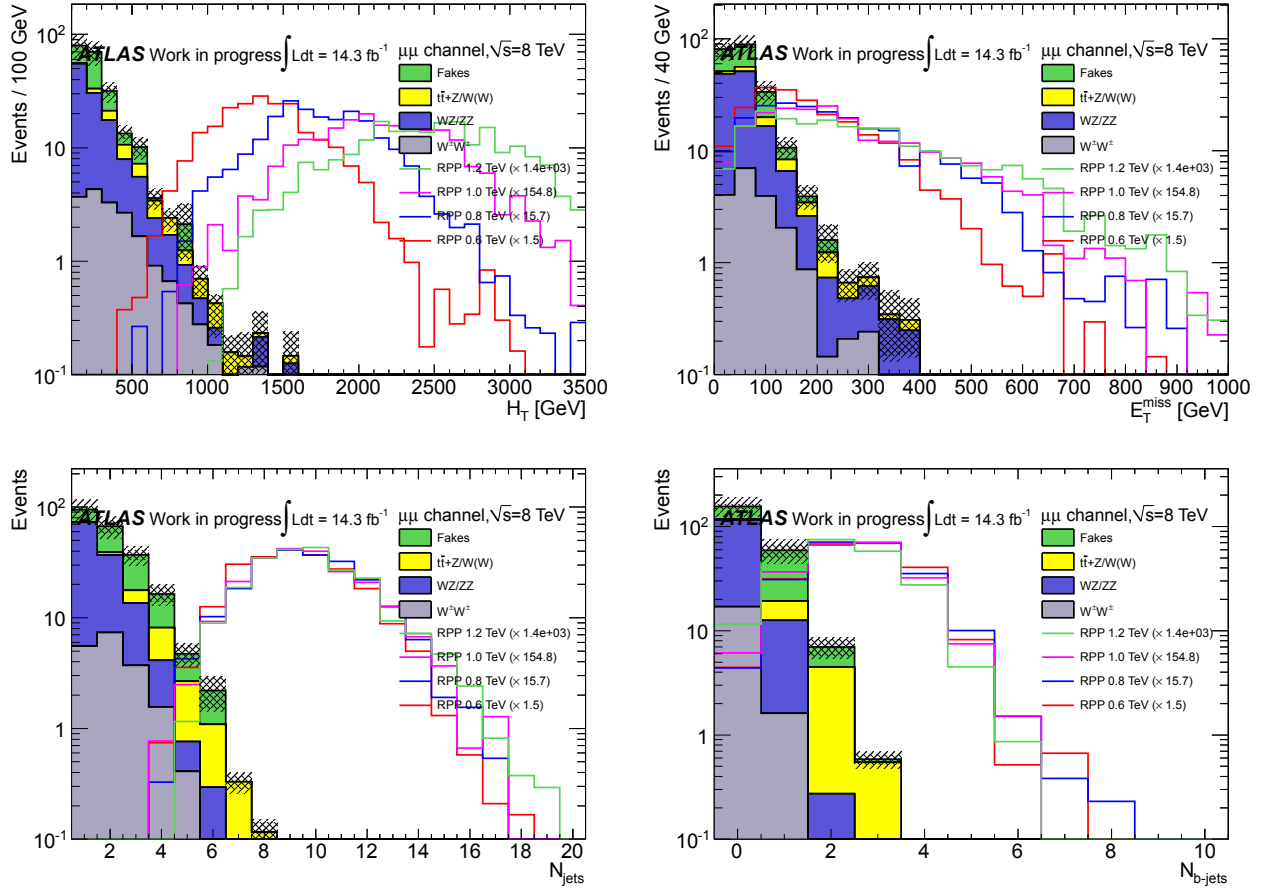 Events / 100 GeV
10²
10
1
10⁻¹
ATLAS Work in progress ∫ Ldt = 14.3 fb⁻¹ μμ channel,√s=8 TeV
Fakes
tt̄+Z/W(W)
WZ/ZZ
W±W±
RPP 1.2 TeV (× 1.4e+03)
RPP 1.0 TeV (× 154.8)
RPP 0.8 TeV (× 15.7)
RPP 0.6 TeV (× 1.5)
500 1000 1500 2000 2500 3000 3500
H_T [GeV]
Events / 40 GeV
10²
10
1
10⁻¹
ATLAS Work in progress ∫ Ldt = 14.3 fb⁻¹ μμ channel,√s=8 TeV
Fakes
tt̄+Z/W(W)
WZ/ZZ
W±W±
RPP 1.2 TeV (× 1.4e+03)
RPP 1.0 TeV (× 154.8)
RPP 0.8 TeV (× 15.7)
RPP 0.6 TeV (× 1.5)
0 100 200 300 400 500 600 700 800 900 1000
E_T^miss [GeV]
Events
10²
10
1
10⁻¹
ATLAS Work in progress ∫ Ldt = 14.3 fb⁻¹ μμ channel,√s=8 TeV
Fakes
tt̄+Z/W(W)
WZ/ZZ
W±W±
RPP 1.2 TeV (× 1.4e+03)
RPP 1.0 TeV (× 154.8)
RPP 0.8 TeV (× 15.7)
RPP 0.6 TeV (× 1.5)
2 4 6 8 10 12 14 16 18 20
N_jets
Events
10²
10
1
10⁻¹
ATLAS Work in progress ∫ Ldt = 14.3 fb⁻¹ μμ channel,√s=8 TeV
Fakes
tt̄+Z/W(W)
WZ/ZZ
W±W±
RPP 1.2 TeV (× 1.4e+03)
RPP 1.0 TeV (× 154.8)
RPP 0.8 TeV (× 15.7)
RPP 0.6 TeV (× 1.5)
0 2 4 6 8 10
N_b-jets